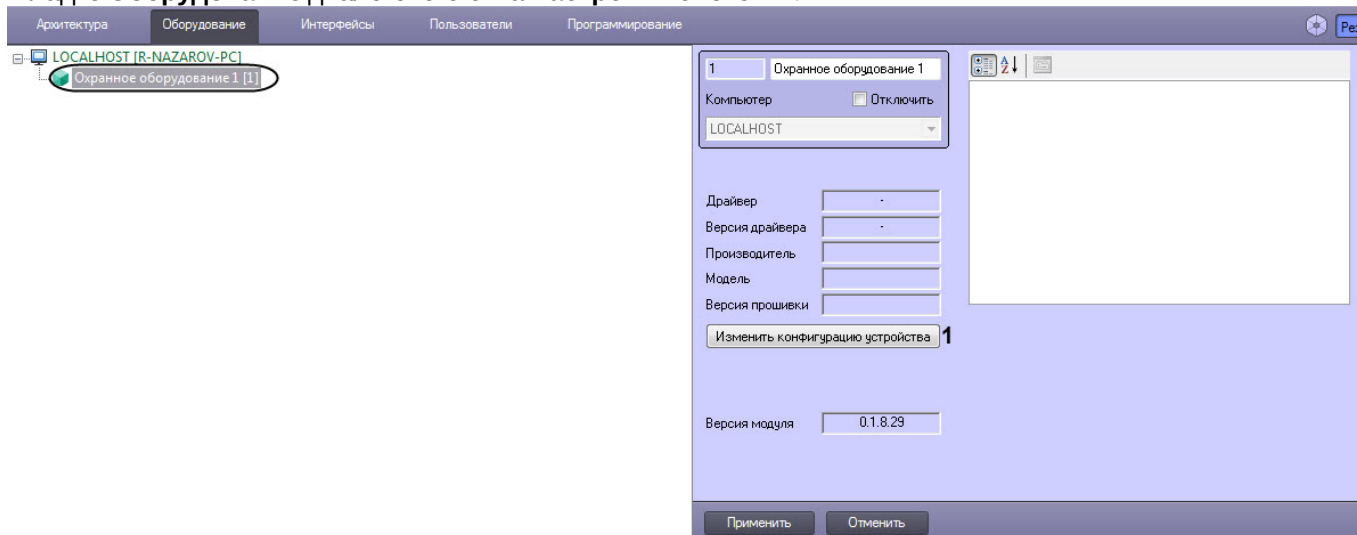 Архитектура Оборудование Интерфейсы Пользователи Программирование
LOCALHOST [R-NAZAROV-PC]
Охранное оборудование 1 [1]
1 Охранное оборудование 1
Компьютер Отключить
LOCALHOST
Драйвер -
Версия драйвера -
Производитель
Модель
Версия прошивки
Изменить конфигурацию устройства 1
Версия модуля 0.1.8.29
Применить Отменить